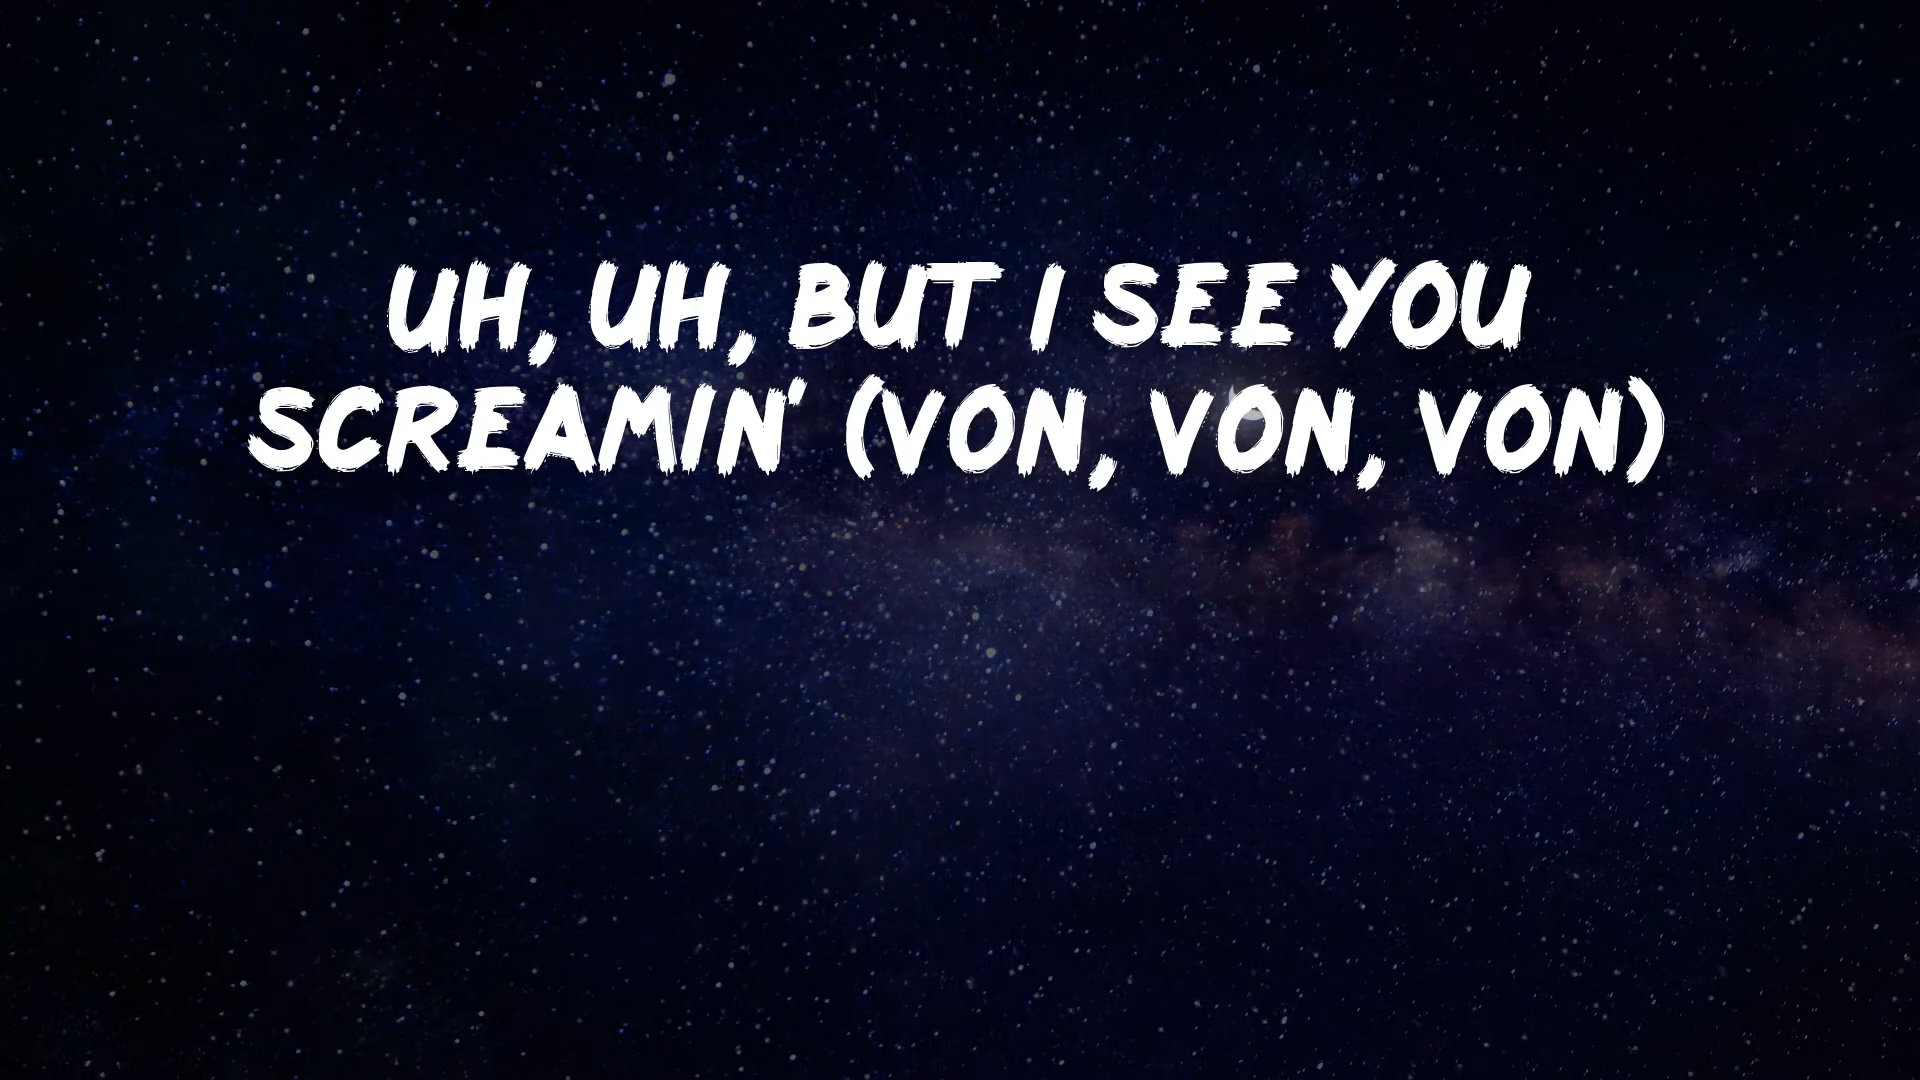 UH, UH, BUT I SEE YOU
SCREAMIN' (VON, VON, VON)